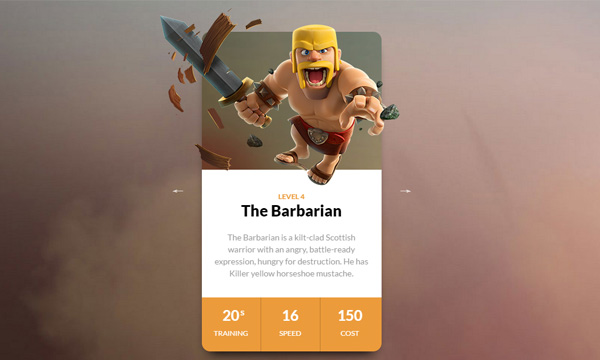 LEVEL 4
The Barbarian
The Barbarian is a kilt-clad Scottish
warrior with an angry, battle-ready
expression, hungry for destruction. He has
Killer yellow horseshoe mustache.
20S 16 150
TRAINING SPEED COST